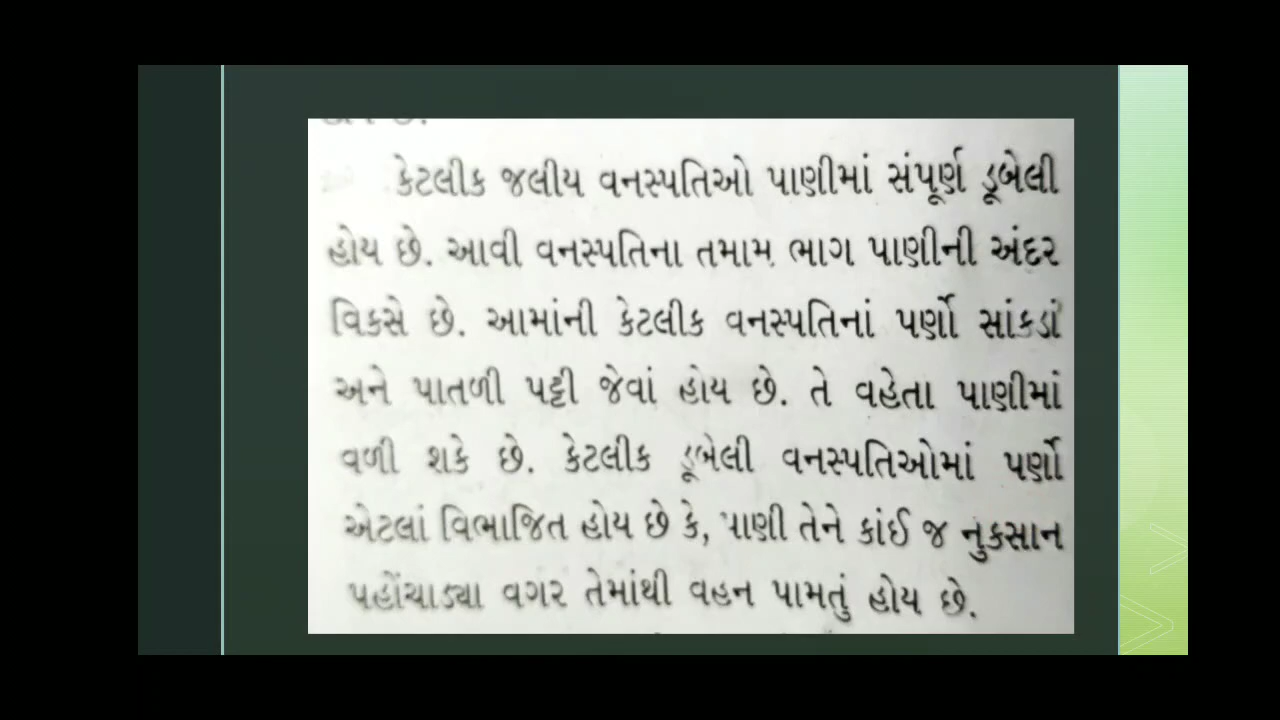 કેટલીક જલીય વનસ્પતિઓ પાણીમાં સંપૂર્ણ ડૂબેલી
હોય છે. આવી વનસ્પતિના તમામ ભાગ પાણીની અંદર
વિકસે છે. આમાંની કેટલીક વનસ્પતિનાં પર્ણો સાંકડાં
અને પાતળી પટ્ટી જેવાં હોય છે. તે વહેતા પાણીમાં
વળી શકે છે. કેટલીક ડૂબેલી વનસ્પતિઓમાં પર્ણો
એટલાં વિભાજિત હોય છે કે, પાણી તેને કાંઈ જ નુકસાન
પહોંચાડ્યા વગર તેમાંથી વહન પામતું હોય છે.